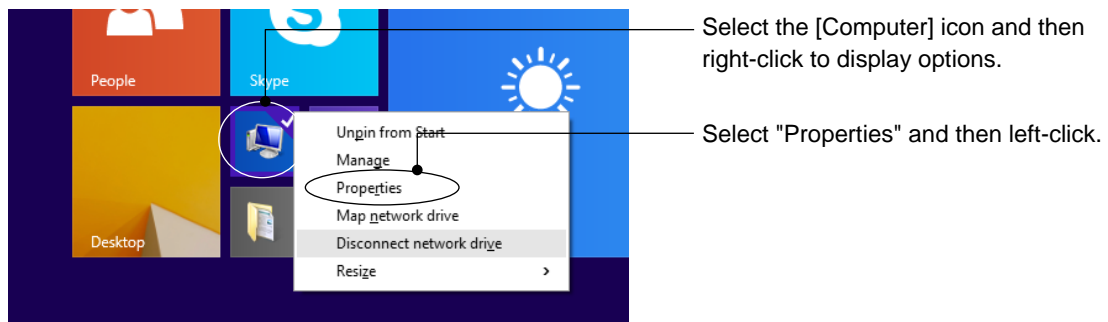 People
Skype
Select the [Computer] icon and then
right-click to display options.
Unpin from Start
Select "Properties" and then left-click.
Manage
Properties
Map network drive
Desktop
Disconnect network drive
Resize >